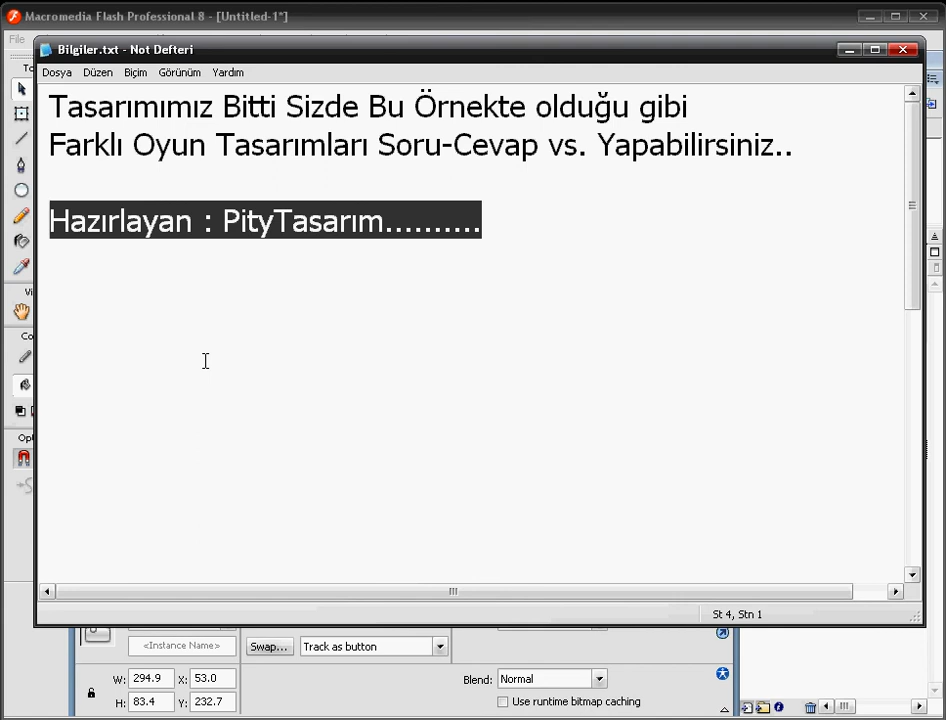 Macromedia Flash Professional 8 - [Untitled-1*]
File
Bilgiler.txt - Not Defteri
Dosya Düzen Biçim Görünüm Yardım
Tasarımımız Bitti Sizde Bu Örnekte olduğu gibi
Farklı Oyun Tasarımları Soru-Cevap vs. Yapabilirsiniz..
Hazırlayan : PityTasarım..........
St 4, Stn 1
<Instance Name>
Swap...
Track as button
W: 294.9 X: 53.0
H: 83.4 Y: 232.7
Blend: Normal
Use runtime bitmap caching